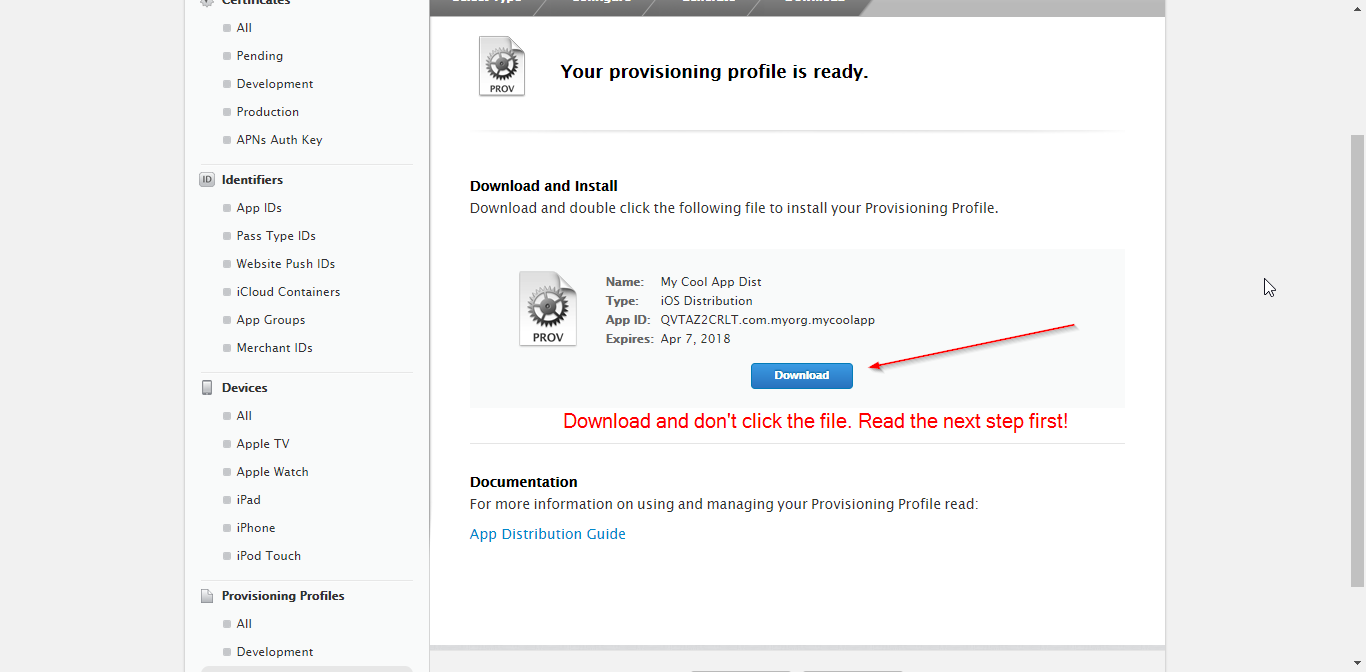 Certificates
All
Pending
Development
Production
APNs Auth Key
ID Identifiers
App IDs
Pass Type IDs
Website Push IDs
iCloud Containers
App Groups
Merchant IDs
Devices
All
Apple TV
Apple Watch
iPad
iPhone
iPod Touch
Provisioning Profiles
All
Development
Select Type Configure Generate Download
PROV
Your provisioning profile is ready.
Download and Install
Download and double click the following file to install your Provisioning Profile.
PROV
Name: My Cool App Dist
Type: iOS Distribution
App ID: QVTAZ2CRLT.com.myorg.mycoolapp
Expires: Apr 7, 2018
Download
Download and don't click the file. Read the next step first!
Documentation
For more information on using and managing your Provisioning Profile read:
App Distribution Guide